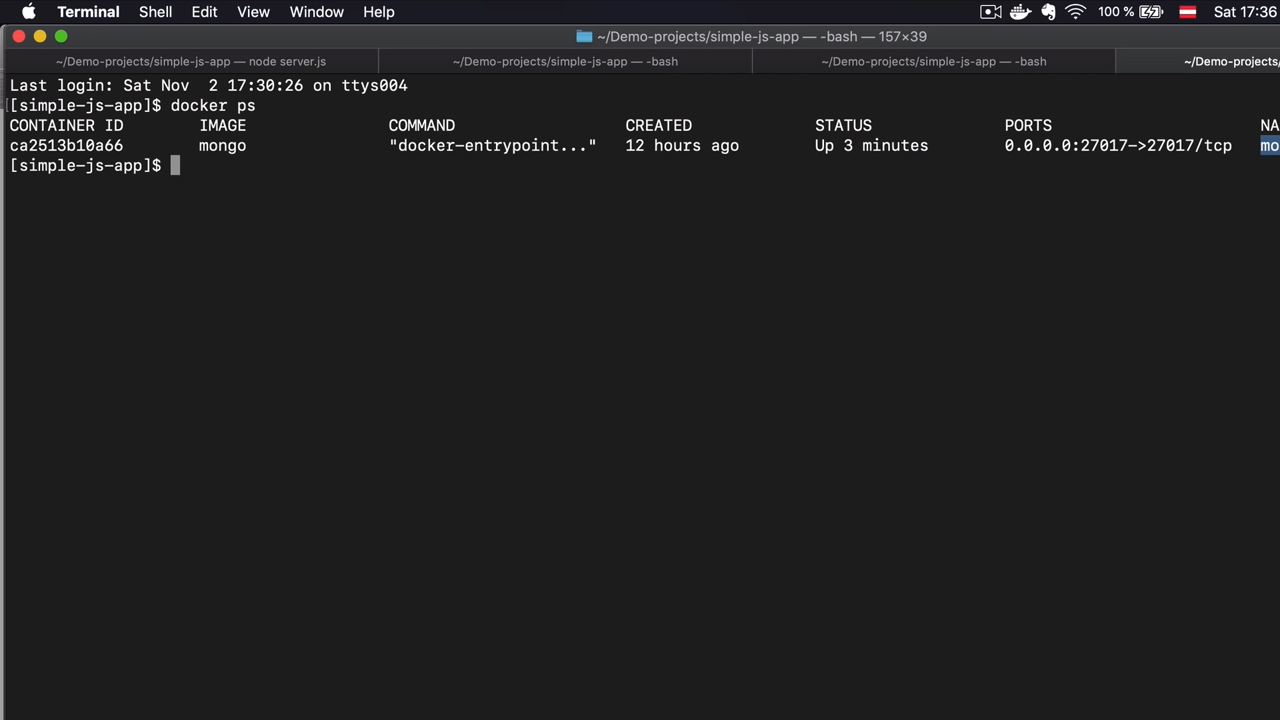 Terminal Shell Edit View Window Help 100 % Sat 17:36
~/Demo-projects/simple-js-app — -bash — 157×39
~/Demo-projects/simple-js-app — node server.js ~/Demo-projects/simple-js-app — -bash ~/Demo-projects/simple-js-app — -bash ~/Demo-projects/
Last login: Sat Nov  2 17:30:26 on ttys004
[[simple-js-app]$ docker ps
CONTAINER ID IMAGE COMMAND CREATED STATUS PORTS NA
ca2513b10a66 mongo "docker-entrypoint..." 12 hours ago Up 3 minutes 0.0.0.0:27017->27017/tcp mo
[simple-js-app]$